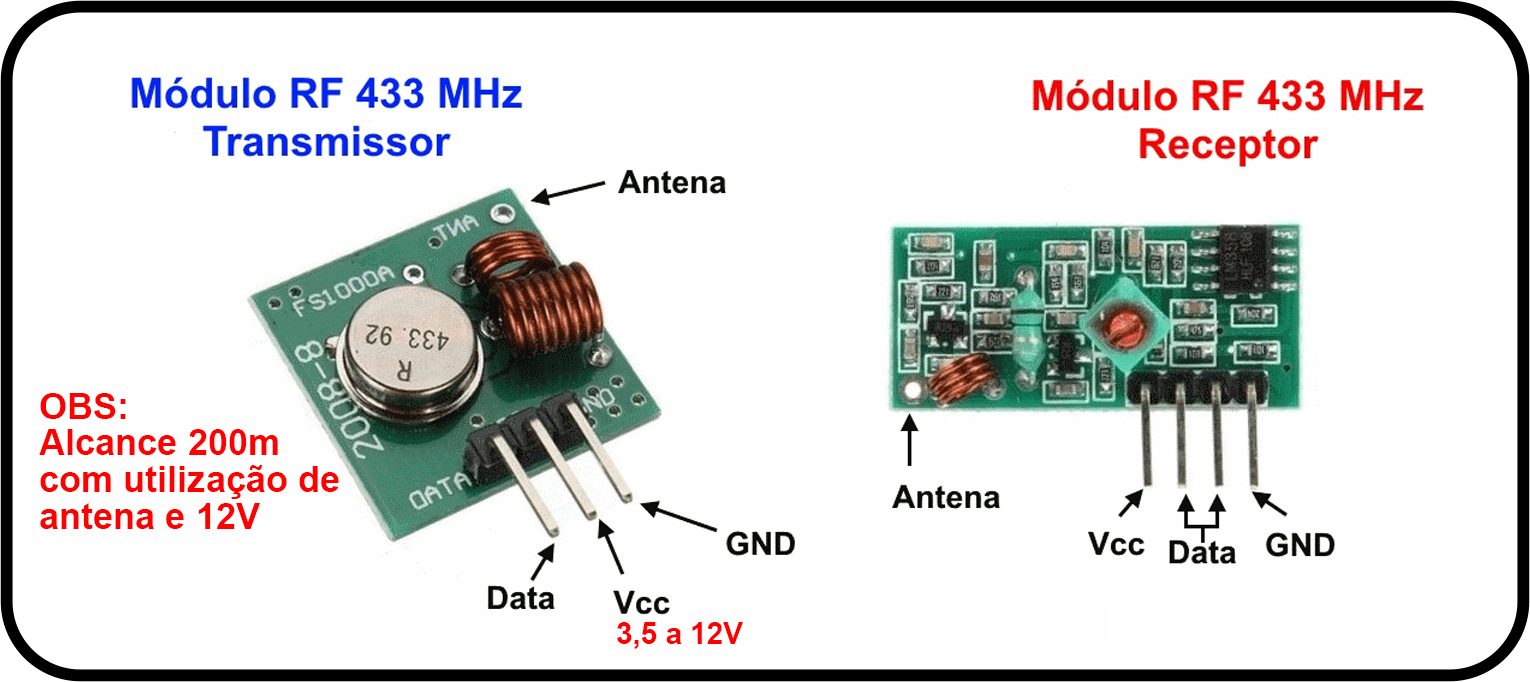 Módulo RF 433 MHz
Transmissor
Módulo RF 433 MHz
Receptor
Antena
ANT
FS1000A
433.92
R
2008-8
DATA
OBS:
Alcance 200m
com utilização de
antena e 12V
Data
Vcc
3,5 a 12V
GND
Antena
Vcc
Data
GND